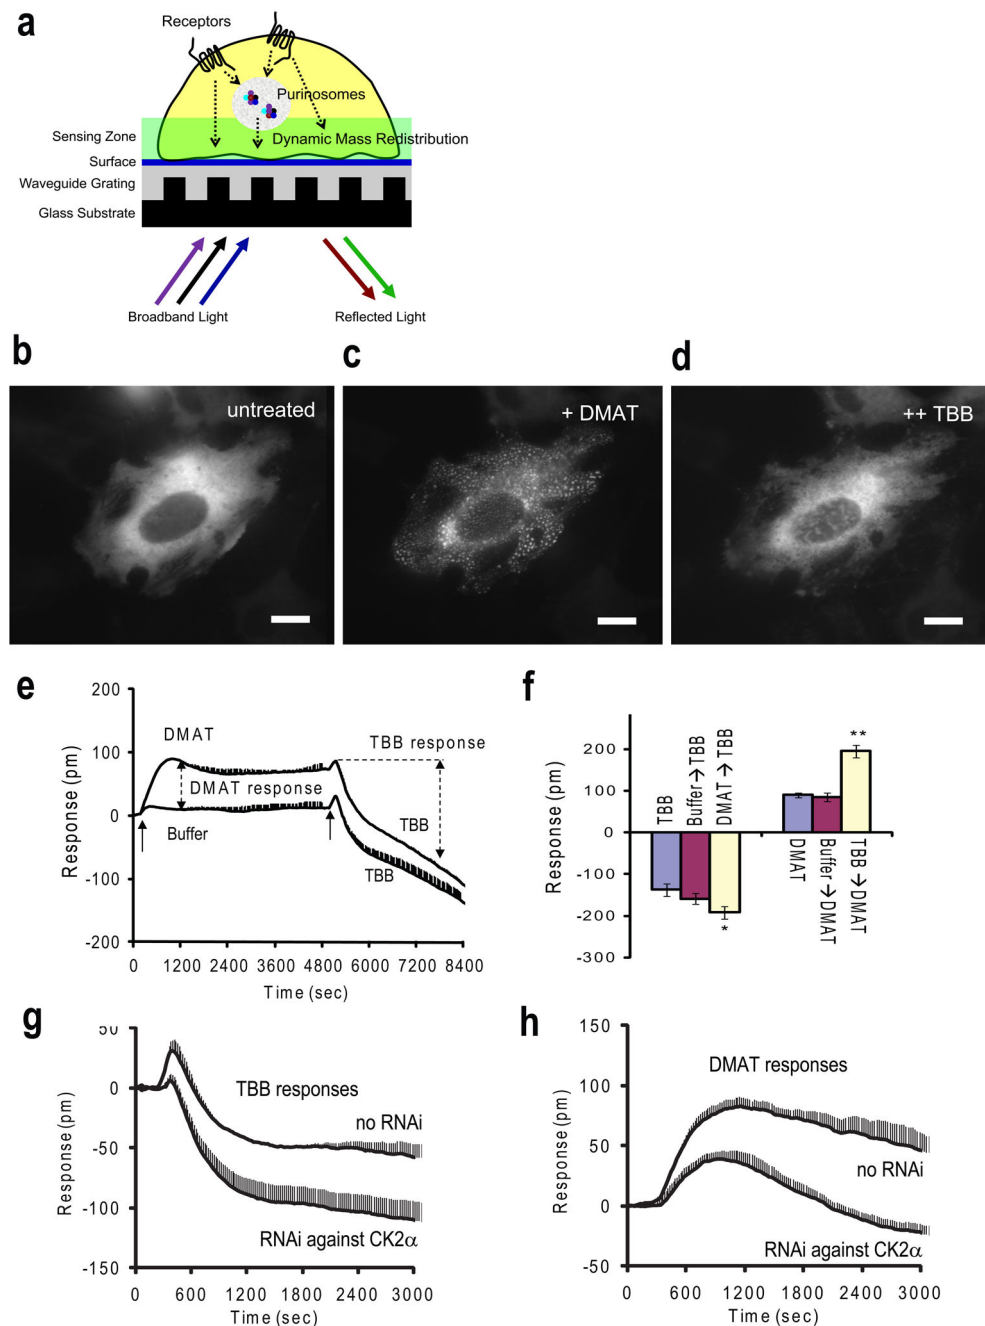 a
Receptors
Purinosomes
Sensing Zone
Dynamic Mass Redistribution
Surface
Waveguide Grating
Glass Substrate
Broadband Light
Reflected Light
b
c
d
untreated
+ DMAT
++ TBB
e
200
100
0
-100
-200
Response (pm)
DMAT
TBB response
DMAT response
Buffer
TBB
TBB
0
1200
2400
3600
4800
6000
7200
8400
Time (sec)
f
200
100
0
-100
-200
-300
Response (pm)
TBB
Buffer→TBB
DMAT → TBB
*
DMAT
Buffer→DMAT
TBB →DMAT
**
g
50
0
-50
-100
-150
Response (pm)
TBB responses
no RNAi
RNAi against CK2α
0
600
1200
1800
2400
3000
Time (sec)
h
150
100
50
0
-50
Response (pm)
DMAT responses
no RNAi
RNAi against CK2α
0
600
1200
1800
2400
3000
Time (sec)